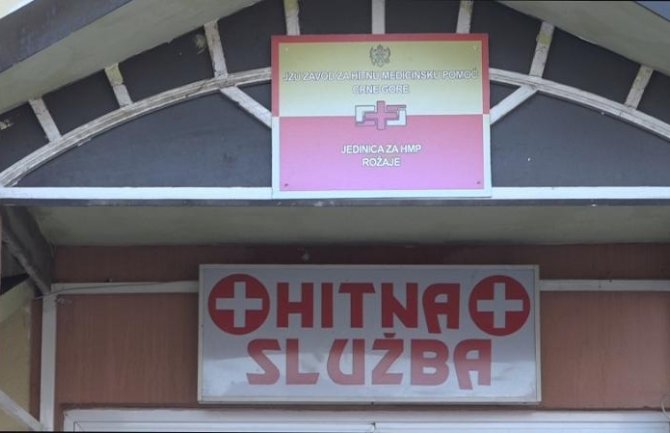 JZU ZAVOD ZA HITNU MEDICINSKU POMOĆ
CRNE GORE
JEDINICA ZA HMP
ROŽAJE
HITNA
SLUŽBA